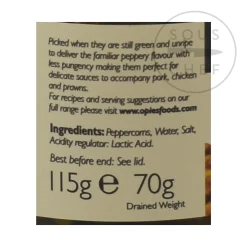 SOUS
CHEF
Picked when they are still green and unripe
to deliver the familiar peppery flavour with
less pungency making them perfect for
delicate sauces to accompany pork, chicken
and prawns.
For recipes and serving suggestions on our
full range please visit www.opiesfoods.com
Ingredients: Peppercorns, Water, Salt,
Acidity regulator: Lactic Acid.
Best before end: See lid.
115g e 70g
Drained Weight